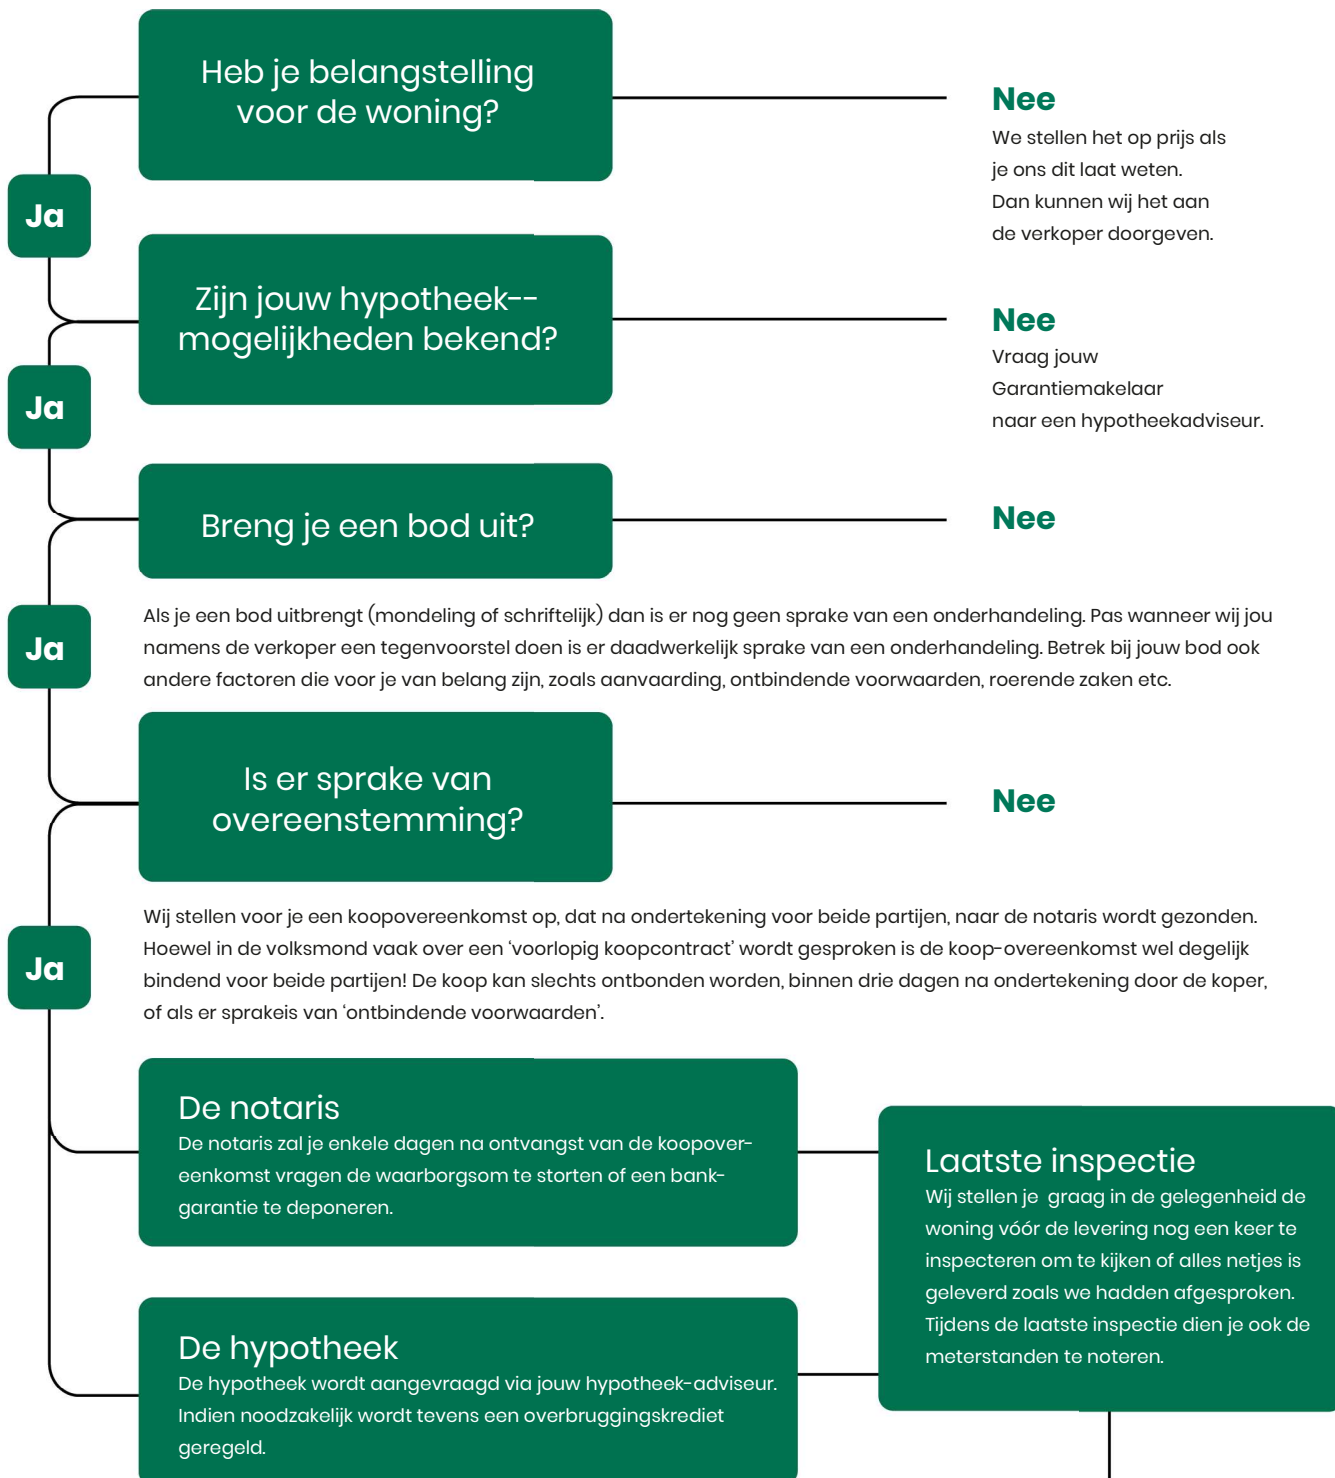 Heb je belangstelling
voor de woning?
Nee
We stellen het op prijs als
je ons dit laat weten.
Dan kunnen wij het aan
de verkoper doorgeven.
Ja
Zijn jouw hypotheek--
mogelijkheden bekend?
Nee
Vraag jouw
Garantiemakelaar
naar een hypotheekadviseur.
Ja
Breng je een bod uit?
Nee
Als je een bod uitbrengt (mondeling of schriftelijk) dan is er nog geen sprake van een onderhandeling. Pas wanneer wij jou
namens de verkoper een tegenvoorstel doen is er daadwerkelijk sprake van een onderhandeling. Betrek bij jouw bod ook
andere factoren die voor je van belang zijn, zoals aanvaarding, ontbindende voorwaarden, roerende zaken etc.
Ja
Is er sprake van
overeenstemming?
Nee
Wij stellen voor je een koopovereenkomst op, dat na ondertekening voor beide partijen, naar de notaris wordt gezonden.
Hoewel in de volksmond vaak over een ‘voorlopig koopcontract’ wordt gesproken is de koop-overeenkomst wel degelijk
bindend voor beide partijen! De koop kan slechts ontbonden worden, binnen drie dagen na ondertekening door de koper,
of als er sprakeis van ‘ontbindende voorwaarden’.
Ja
De notaris
De notaris zal je enkele dagen na ontvangst van de koopover-
eenkomst vragen de waarborgsom te storten of een bank-
garantie te deponeren.
Laatste inspectie
Wij stellen je graag in de gelegenheid de
woning vóór de levering nog een keer te
inspecteren om te kijken of alles netjes is
geleverd zoals we hadden afgesproken.
Tijdens de laatste inspectie dien je ook de
meterstanden te noteren.
De hypotheek
De hypotheek wordt aangevraagd via jouw hypotheek-adviseur.
Indien noodzakelijk wordt tevens een overbruggingskrediet
geregeld.